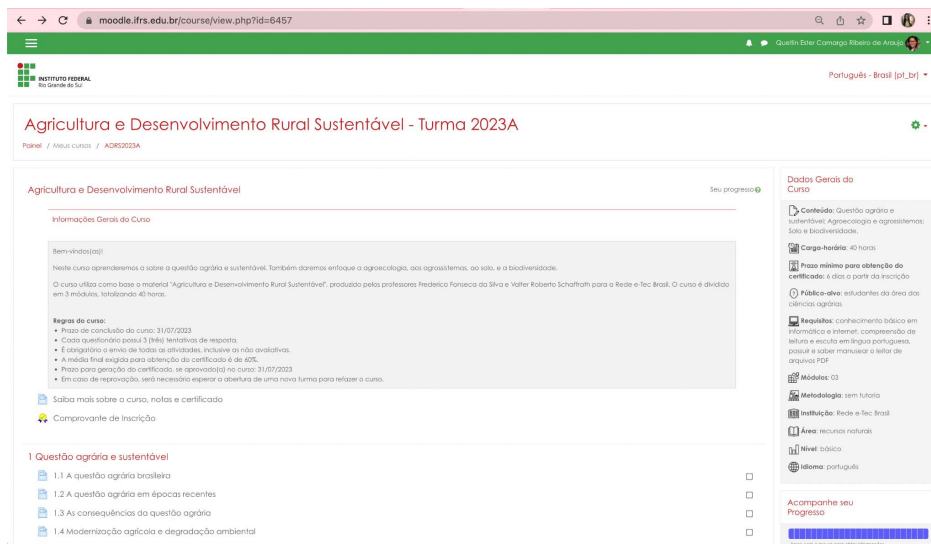 moodle.ifrs.edu.br/course/view.php?id=6457
Quetlin Ester Camargo Ribeiro de Araujo
INSTITUTO FEDERAL
Rio Grande do Sul
Português - Brasil (pt_br)
Agricultura e Desenvolvimento Rural Sustentável - Turma 2023A
Painel / Meus cursos / ADRS2023A
Agricultura e Desenvolvimento Rural Sustentável
Seu progresso
Informações Gerais do Curso
Bem-vindos(as)!
Neste curso aprenderemos a sobre a questão agrária e sustentável. Também daremos enfoque a agroecologia, aos agrossistemas, ao solo, e a biodiversidade.
O curso utiliza como base o material "Agricultura e Desenvolvimento Rural Sustentável", produzido pelos professores Frederico Fonseca da Silva e Valter Roberto Schaffrath para a Rede e-Tec Brasil. O curso é dividido
em 3 módulos, totalizando 40 horas.
Regras do curso:
• Prazo de conclusão do curso: 31/07/2023
• Cada questionário possui 3 (três) tentativas de resposta.
• É obrigatório o envio de todas as atividades, inclusive as não avaliativas.
• A média final exigida para obtenção do certificado é de 60%.
• Prazo para geração do certificado, se aprovado(a) no curso: 31/07/2023
• Em caso de reprovação, será necessário esperar a abertura de uma nova turma para refazer o curso.
Saiba mais sobre o curso, notas e certificado
Comprovante de Inscrição
1 Questão agrária e sustentável
1.1 A questão agrária brasileira
1.2 A questão agrária em épocas recentes
1.3 As consequências da questão agrária
1.4 Modernização agrícola e degradação ambiental
Dados Gerais do
Curso
Conteúdo: Questão agrária e
sustentável; Agroecologia e agrossistemas;
Solo e biodiversidade.
Carga-horária: 40 horas
Prazo mínimo para obtenção do
certificado: 6 dias a partir da inscrição
Público-alvo: estudantes da área das
ciências agrárias
Requisitos: conhecimento básico em
informática e internet, compreensão de
leitura e escuta em língua portuguesa,
possuir e saber manusear o leitor de
arquivos PDF
Módulos: 03
Metodologia: sem tutoria
Instituição: Rede e-Tec Brasil
Área: recursos naturais
Nível: básico
Idioma: português
Acompanhe seu
Progresso